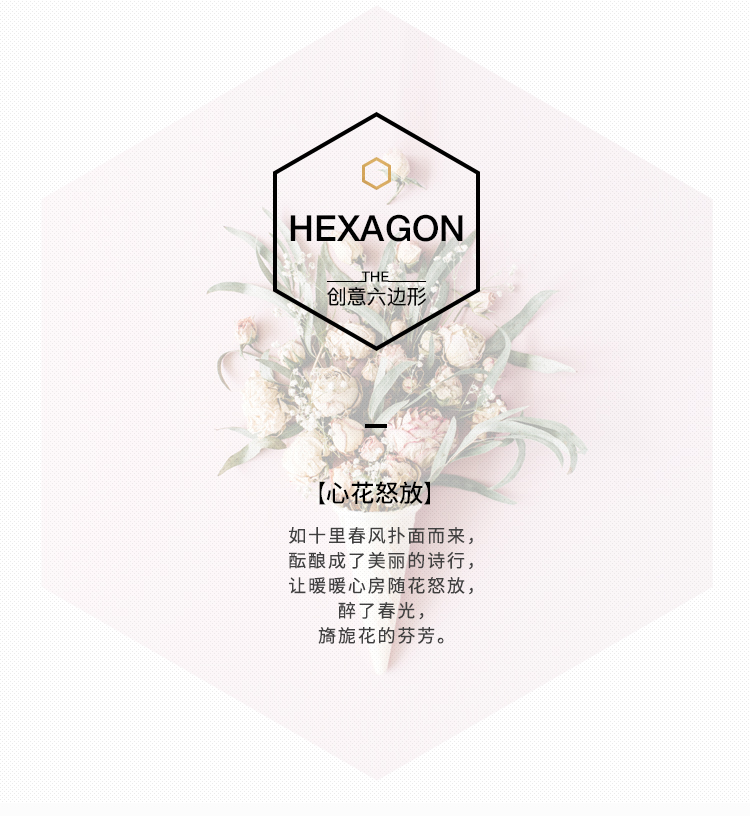 HEXAGON
THE
创意六边形
【心花怒放】
如十里春风扑面而来，
酝酿成了美丽的诗行，
让暖暖心房随花怒放，
醉了春光，
旖旎花的芬芳。